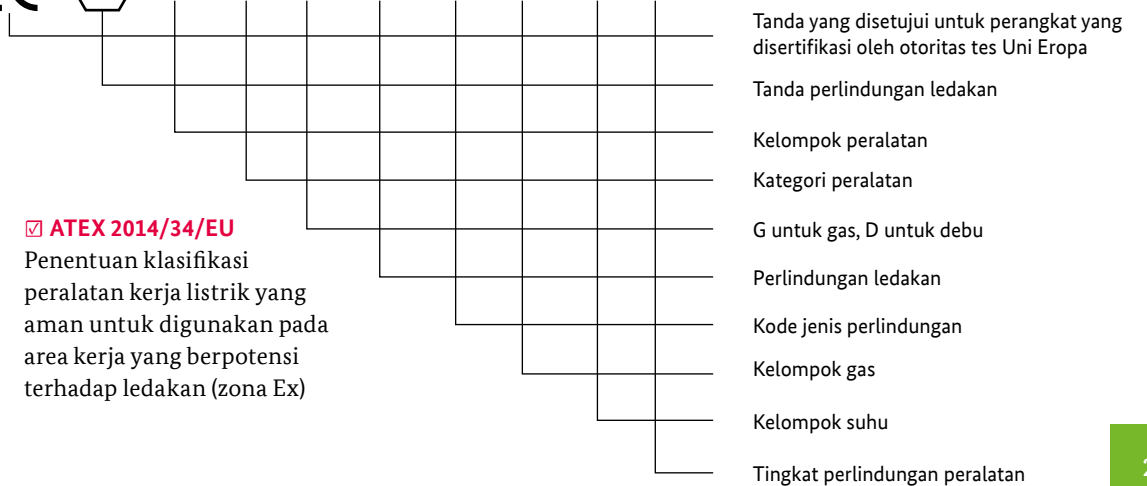 Tanda yang disetujui untuk perangkat yang
disertifikasi oleh otoritas tes Uni Eropa
Tanda perlindungan ledakan
Kelompok peralatan
Kategori peralatan
G untuk gas, D untuk debu
Perlindungan ledakan
Kode jenis perlindungan
Kelompok gas
Kelompok suhu
Tingkat perlindungan peralatan
☑ ATEX 2014/34/EU
Penentuan klasifikasi
peralatan kerja listrik yang
aman untuk digunakan pada
area kerja yang berpotensi
terhadap ledakan (zona Ex)